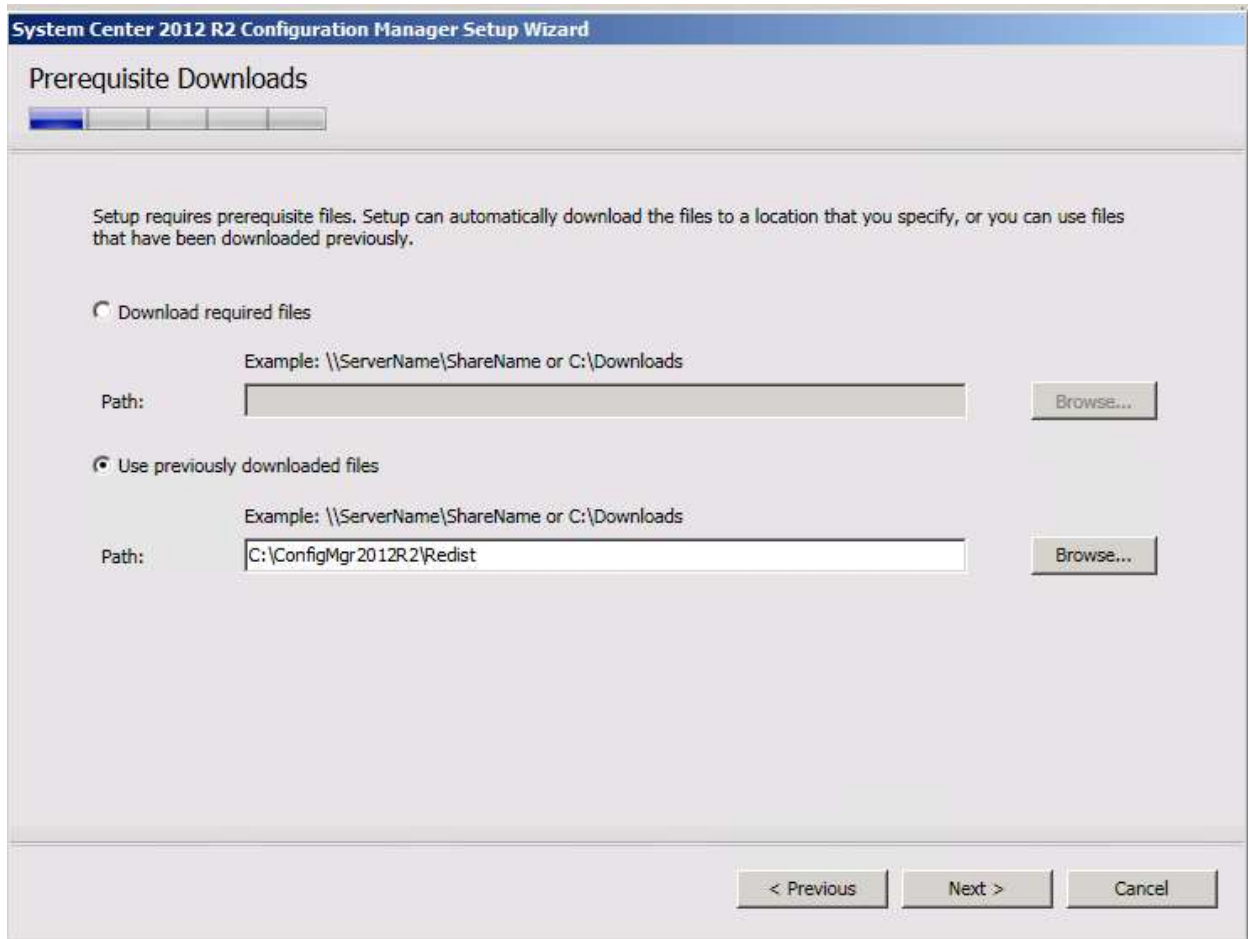 System Center 2012 R2 Configuration Manager Setup Wizard
Prerequisite Downloads
Setup requires prerequisite files. Setup can automatically download the files to a location that you specify, or you can use files
that have been downloaded previously.
Download required files
Example: \\ServerName\ShareName or C:\Downloads
Path:
Browse...
Use previously downloaded files
Example: \\ServerName\ShareName or C:\Downloads
Path: C:\ConfigMgr2012R2\Redist Browse...
< Previous Next > Cancel